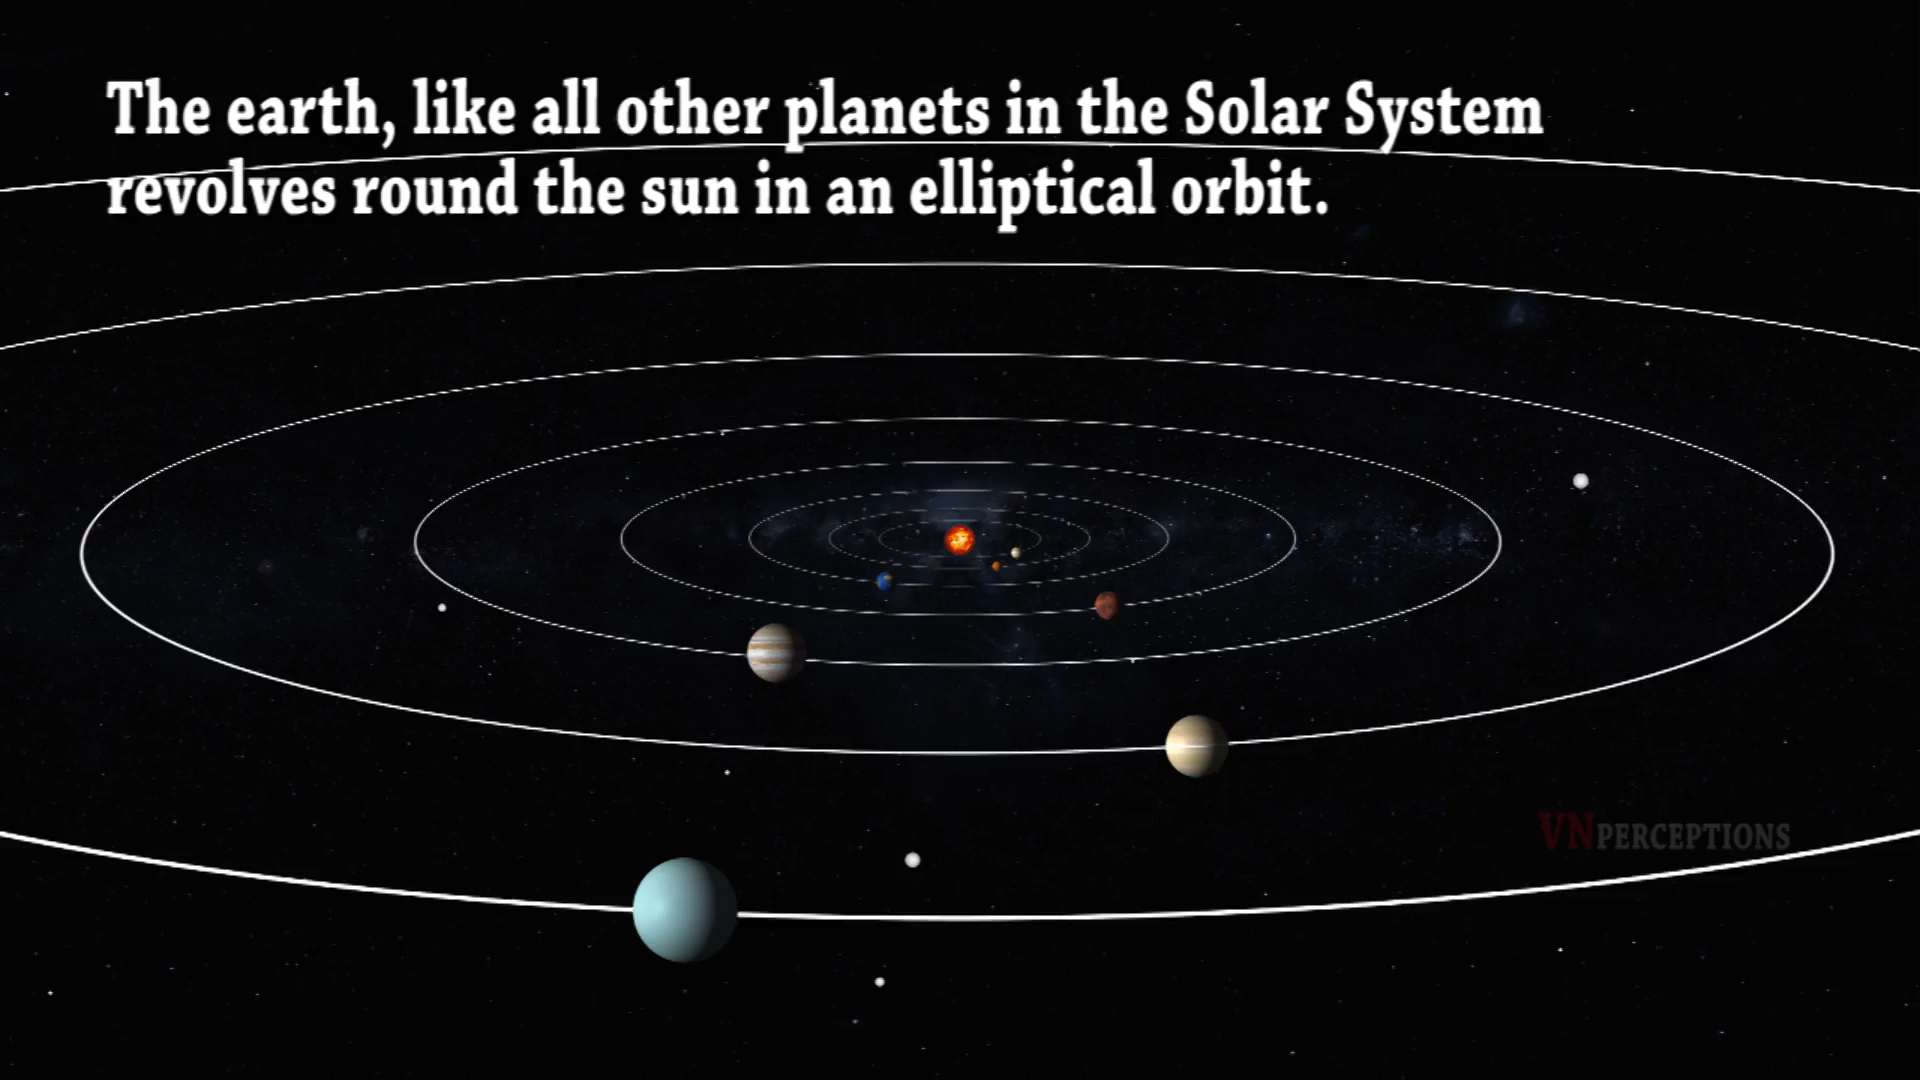 The earth, like all other planets in the Solar System
revolves round the sun in an elliptical orbit.
VNPERCEPTIONS